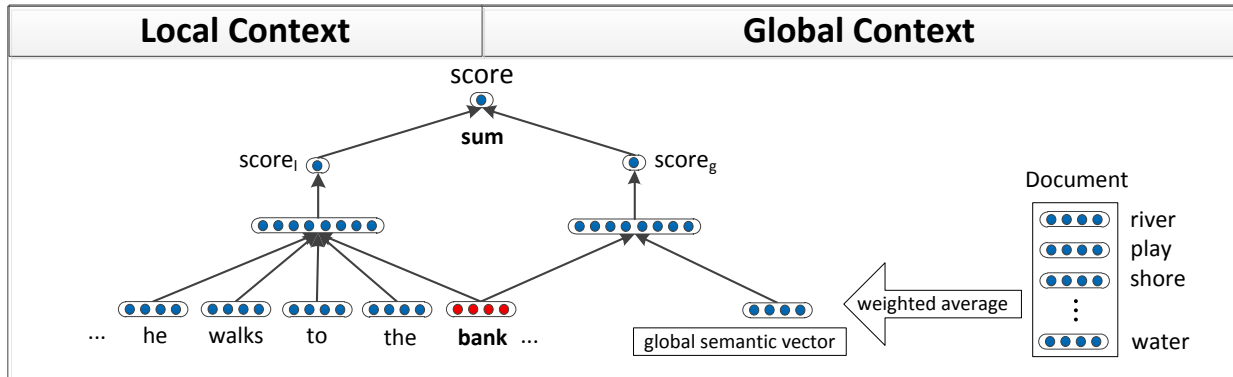 Local Context
Global Context
score
sum
scoreₗ
score_g
Document
river
play
shore
⋮
water
weighted average
... he walks to the bank ...
global semantic vector